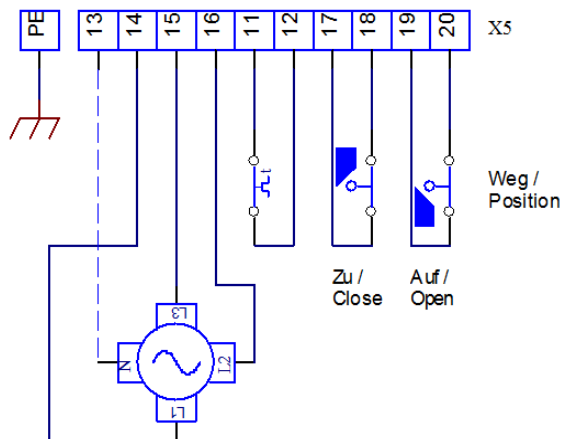 PE 13 14 15 16 11 12 17 18 19 20 X5
t
Weg /
Position
Zu /
Close
Auf /
Open
L3
N
L2
L1